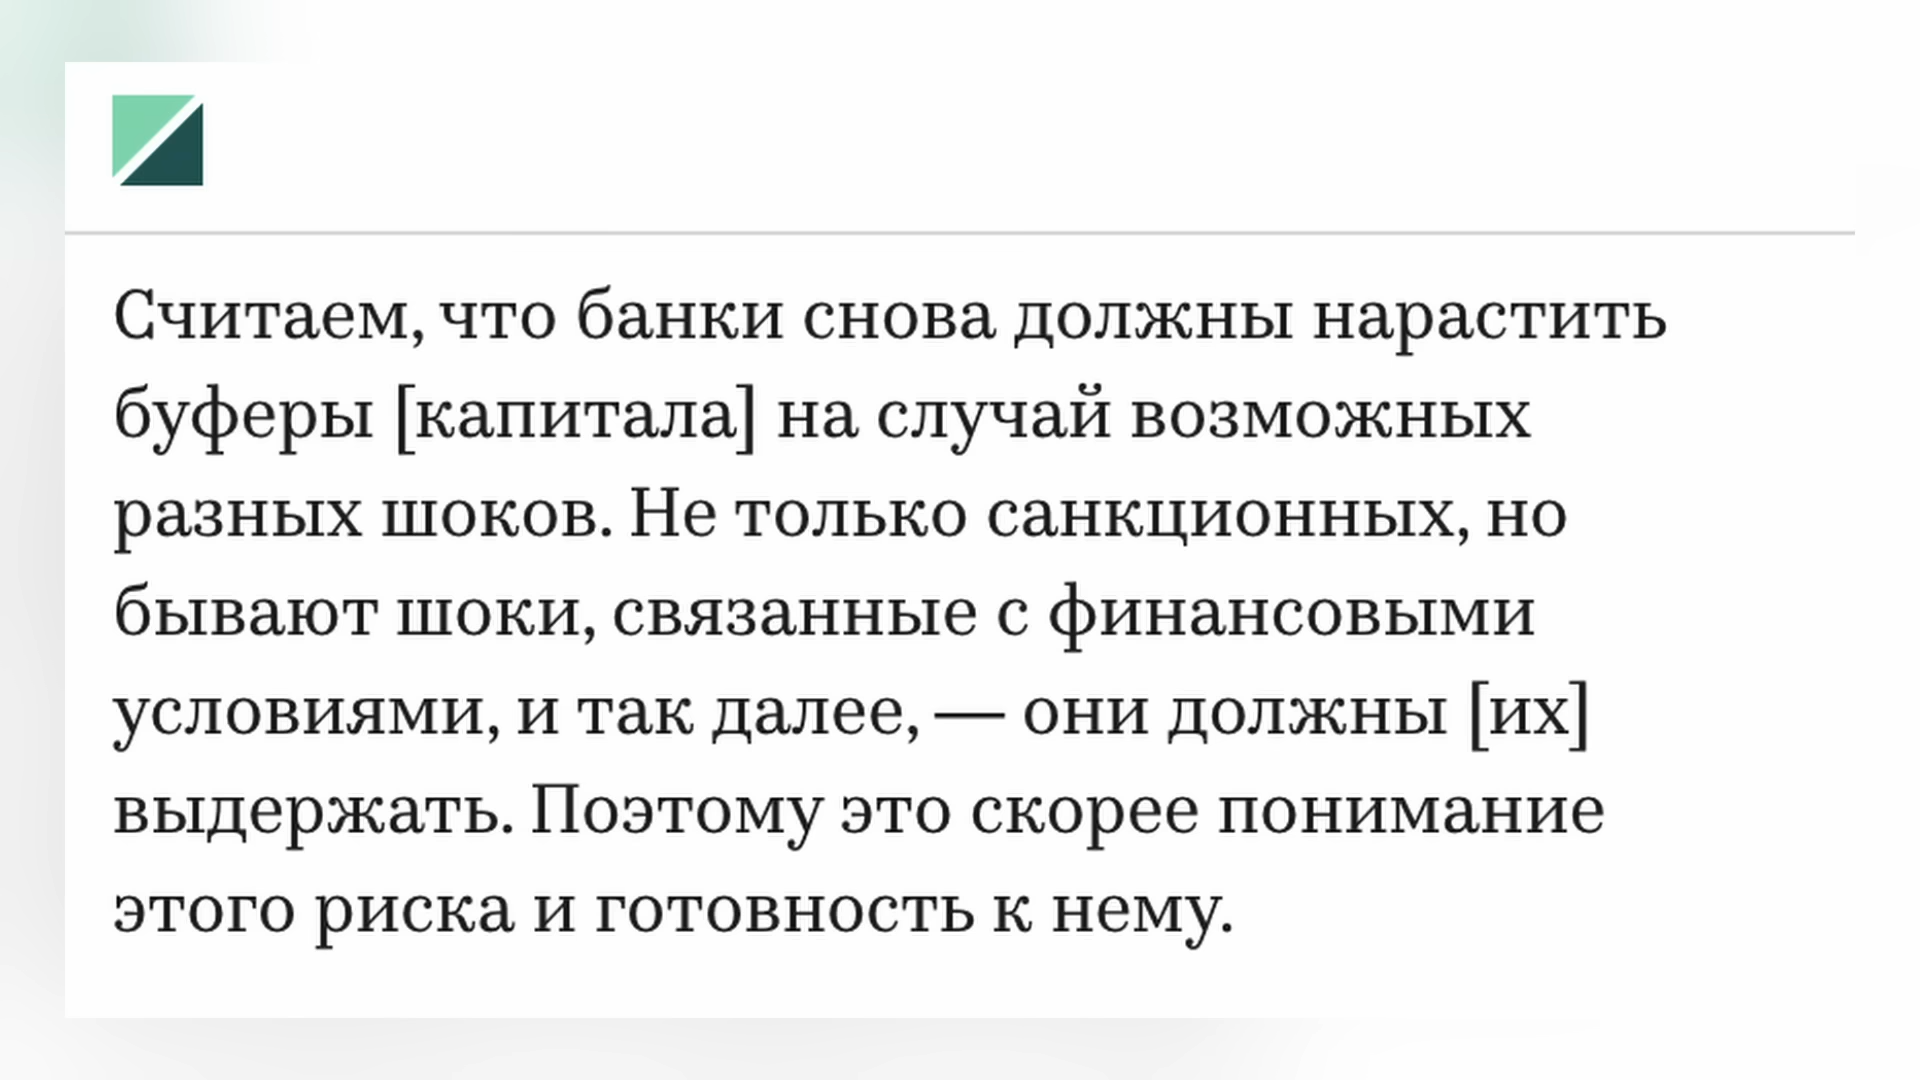 Считаем, что банки снова должны нарастить
буферы [капитала] на случай возможных
разных шоков. Не только санкционных, но
бывают шоки, связанные с финансовыми
условиями, и так далее, — они должны [их]
выдержать. Поэтому это скорее понимание
этого риска и готовность к нему.